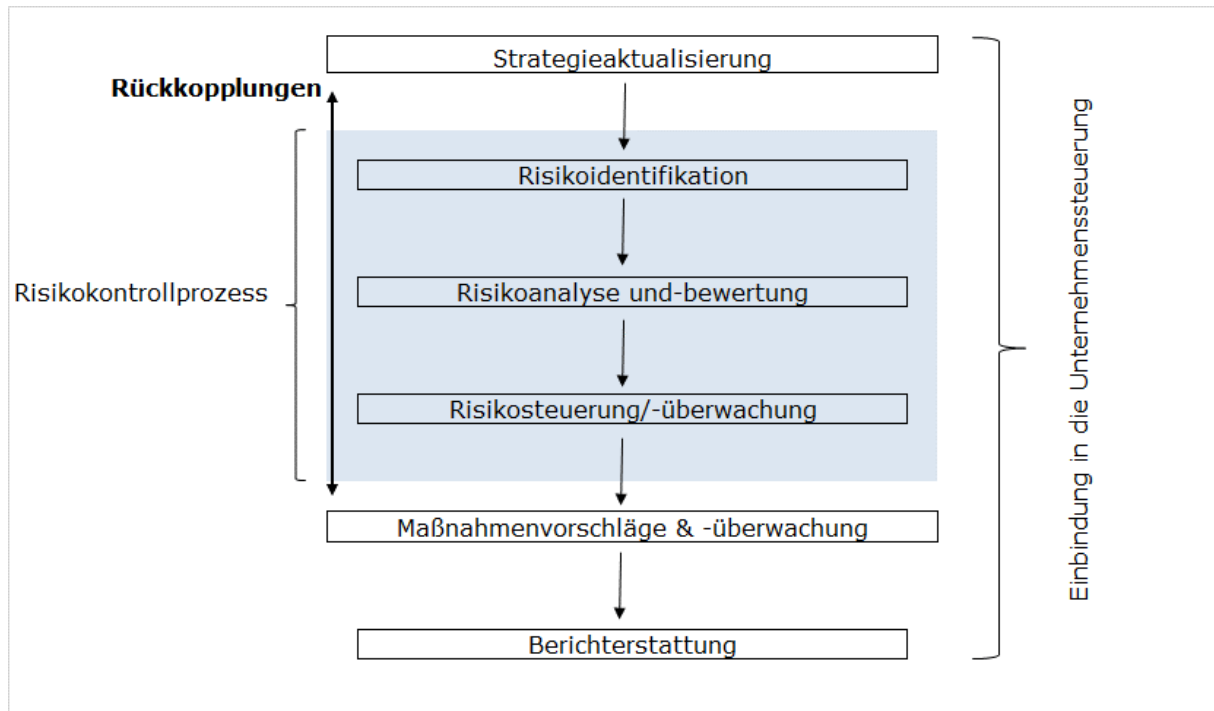 Strategieaktualisierung
Rückkopplungen
Risikoidentifikation
Risikokontrollprozess
Risikoanalyse und-bewertung
Risikosteuerung/-überwachung
Maßnahmenvorschläge & -überwachung
Berichterstattung
Einbindung in die Unternehmenssteuerung